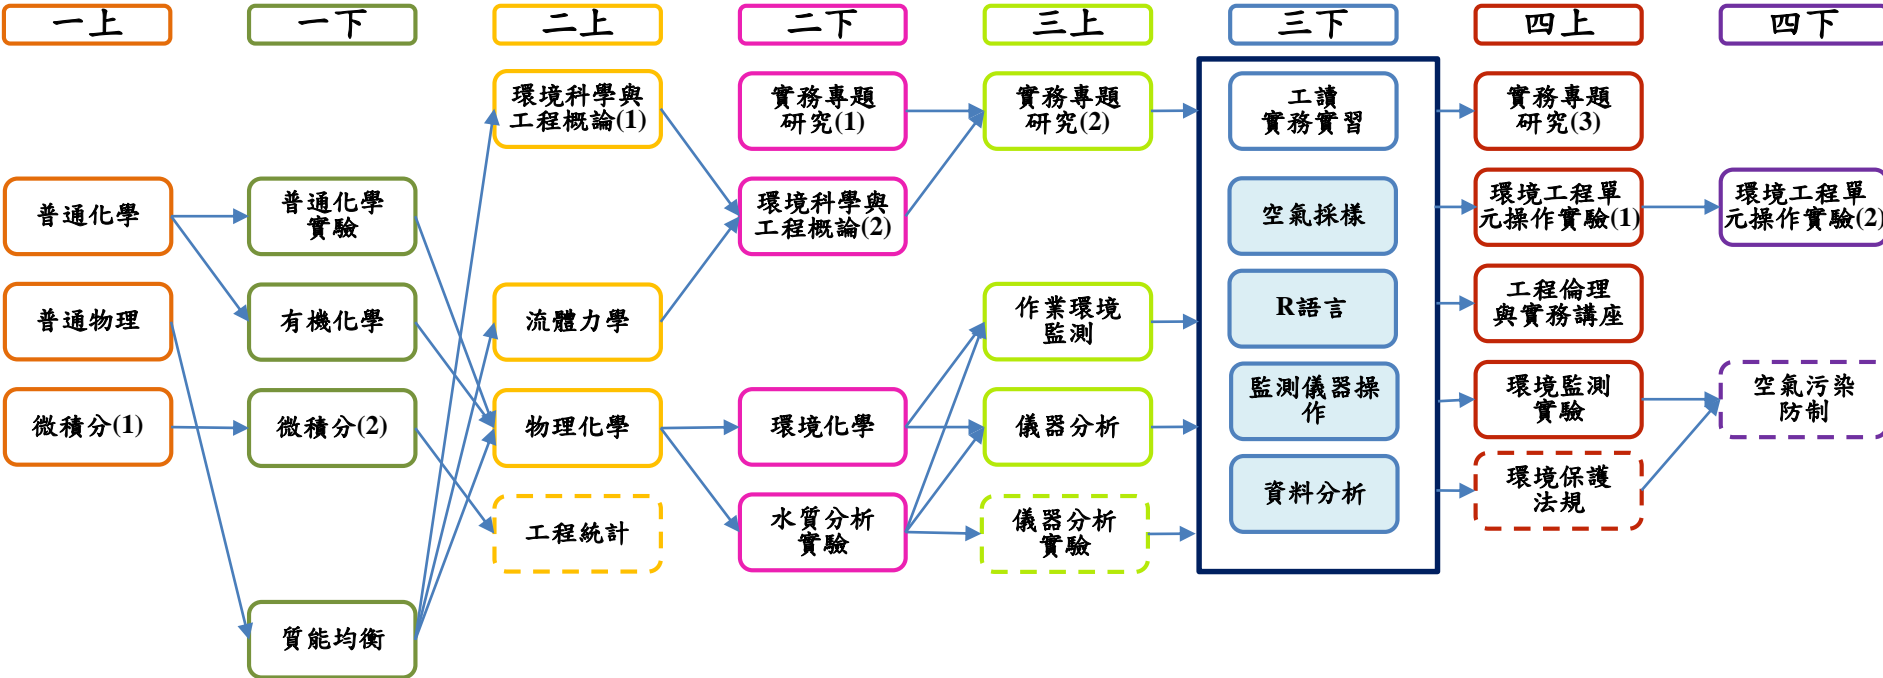 一上
一下
二上
二下
三上
三下
四上
四下
普通化學
普通物理
微積分(1)
普通化學
實驗
有機化學
微積分(2)
質能均衡
環境科學與
工程概論(1)
流體力學
物理化學
工程統計
實務專題
研究(1)
環境科學與
工程概論(2)
環境化學
水質分析
實驗
實務專題
研究(2)
作業環境
監測
儀器分析
儀器分析
實驗
工讀
實務實習
空氣採樣
R語言
監測儀器操
作
資料分析
實務專題
研究(3)
環境工程單
元操作實驗(1)
工程倫理
與實務講座
環境監測
實驗
環境保護
法規
環境工程單
元操作實驗(2)
空氣污染
防制